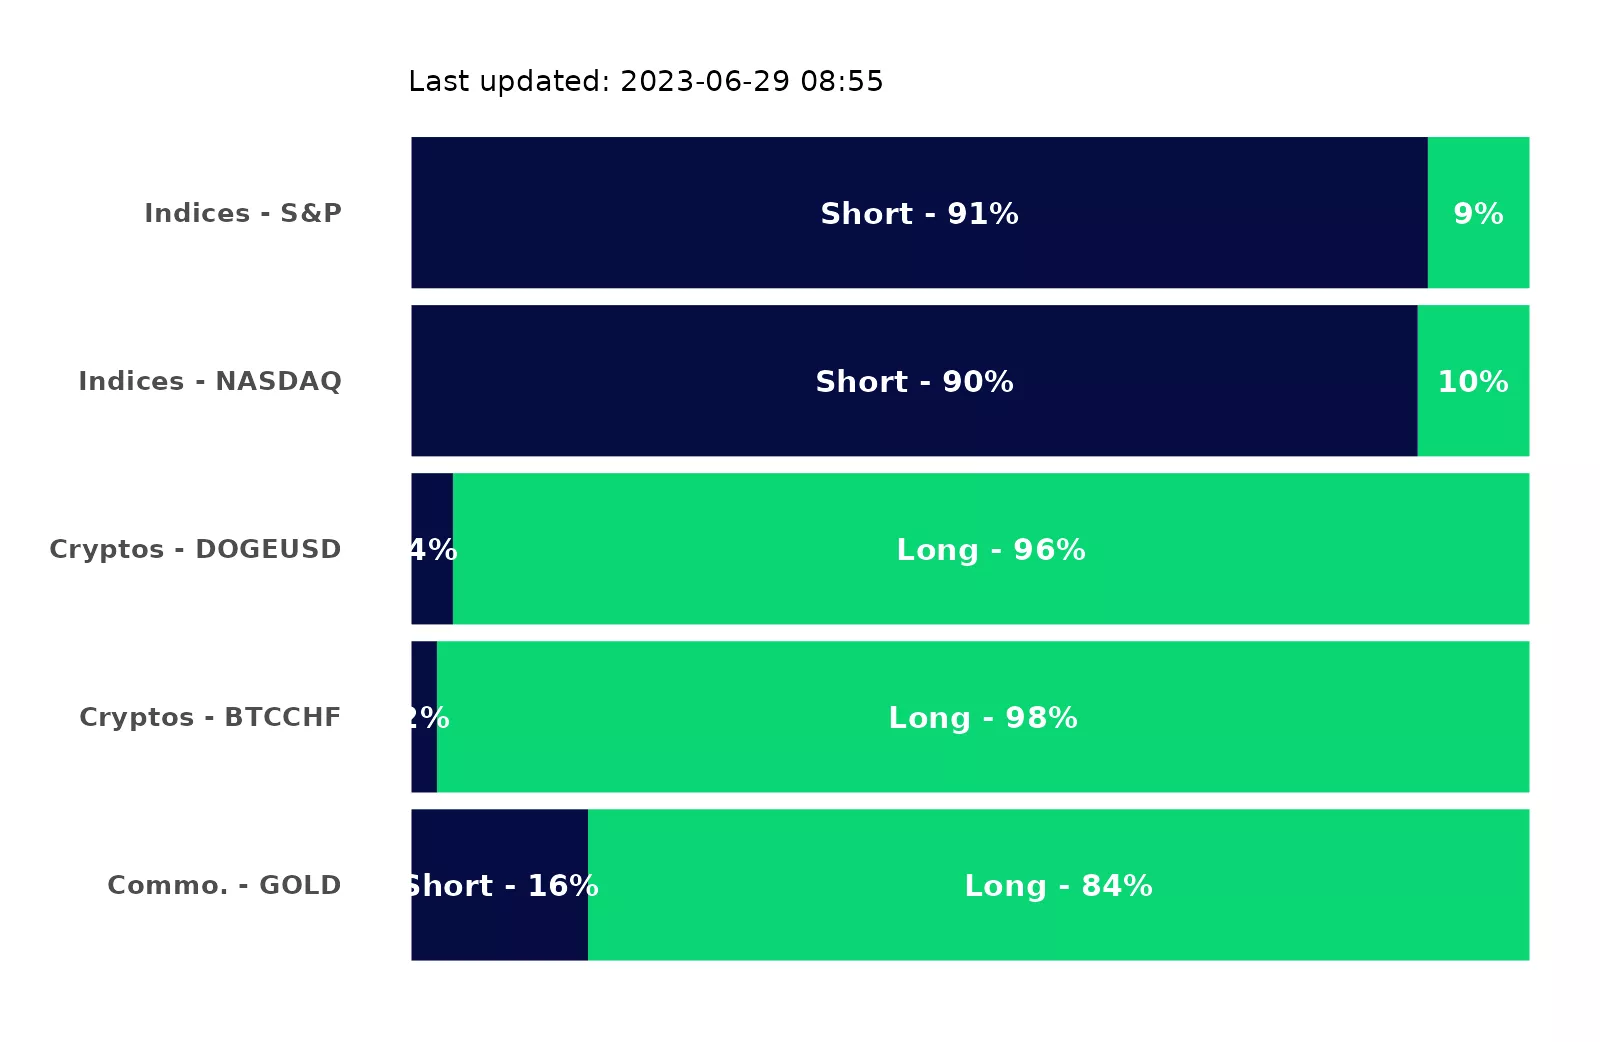 Last updated: 2023-06-29 08:55
Indices - S&P Short - 91% 9%
Indices - NASDAQ Short - 90% 10%
Cryptos - DOGEUSD 4% Long - 96%
Cryptos - BTCCHF 2% Long - 98%
Commo. - GOLD Short - 16% Long - 84%